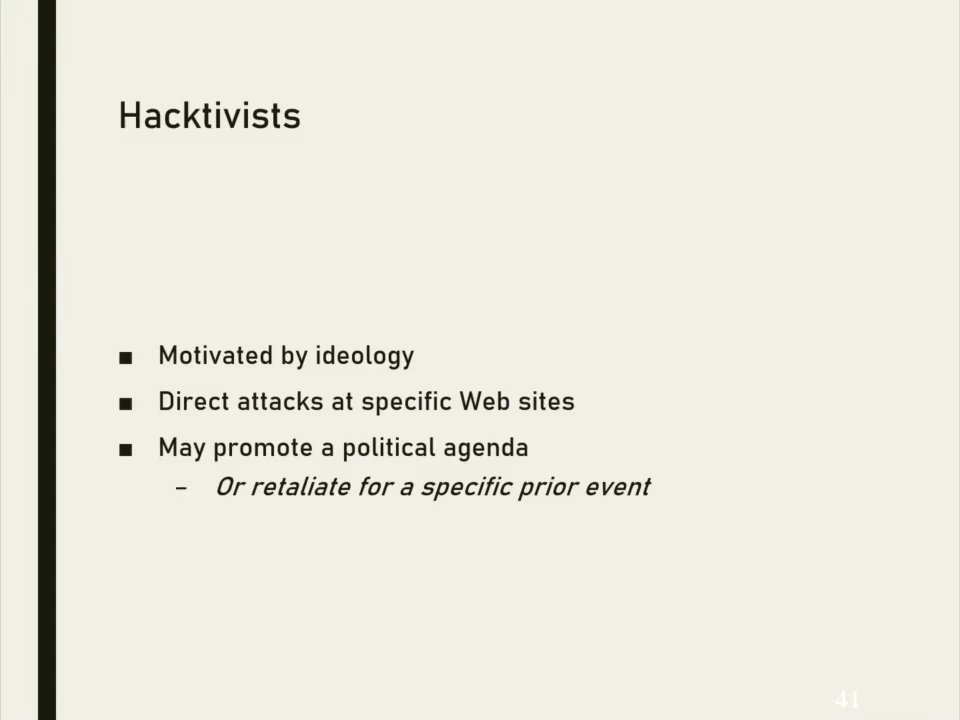 Hacktivists
■ Motivated by ideology
■ Direct attacks at specific Web sites
■ May promote a political agenda
– Or retaliate for a specific prior event
41